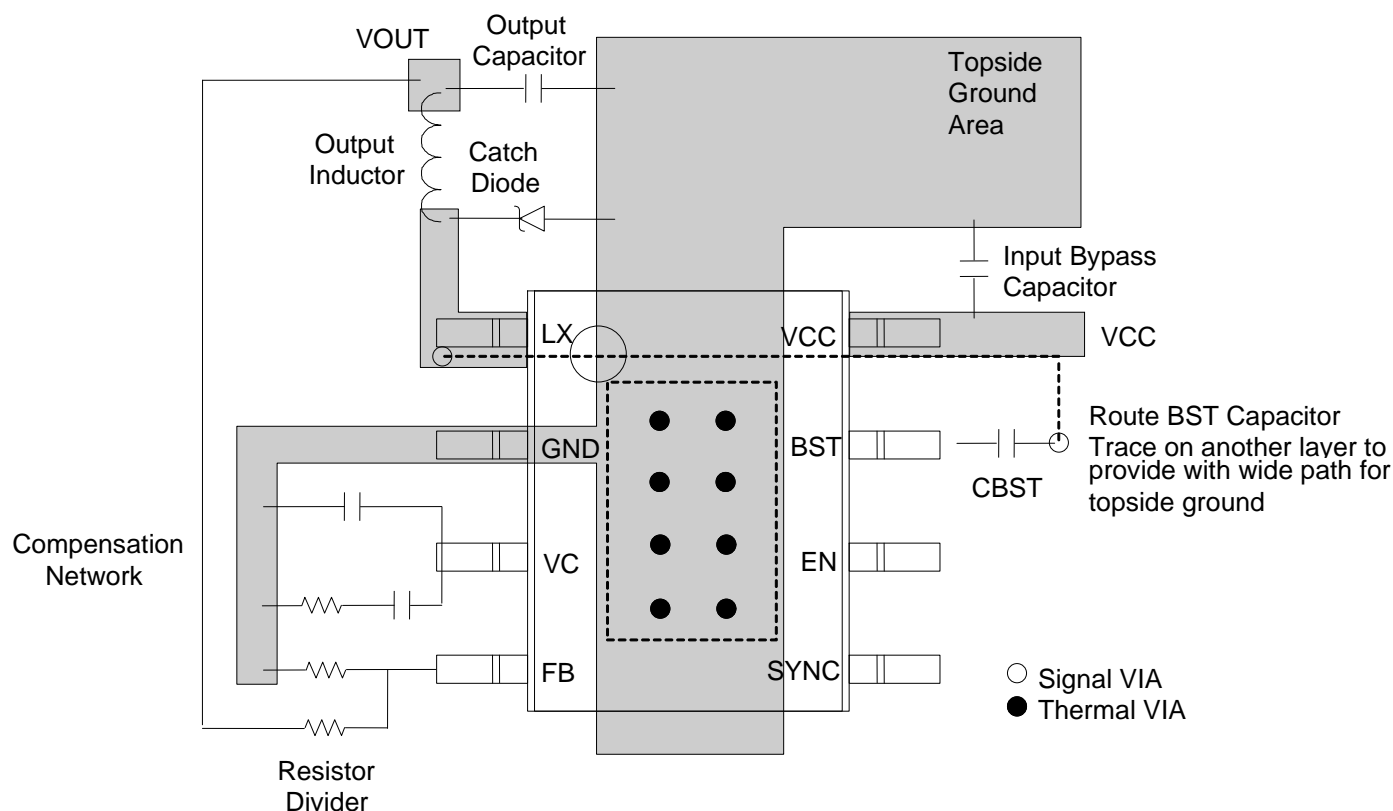 VOUT
Output
Capacitor
Topside
Ground
Area
Output
Inductor
Catch
Diode
Input Bypass
Capacitor
LX
VCC
VCC
GND
BST
CBST
Route BST Capacitor
Trace on another layer to
provide with wide path for
topside ground
Compensation
Network
VC
EN
FB
SYNC
Signal VIA
Thermal VIA
Resistor
Divider